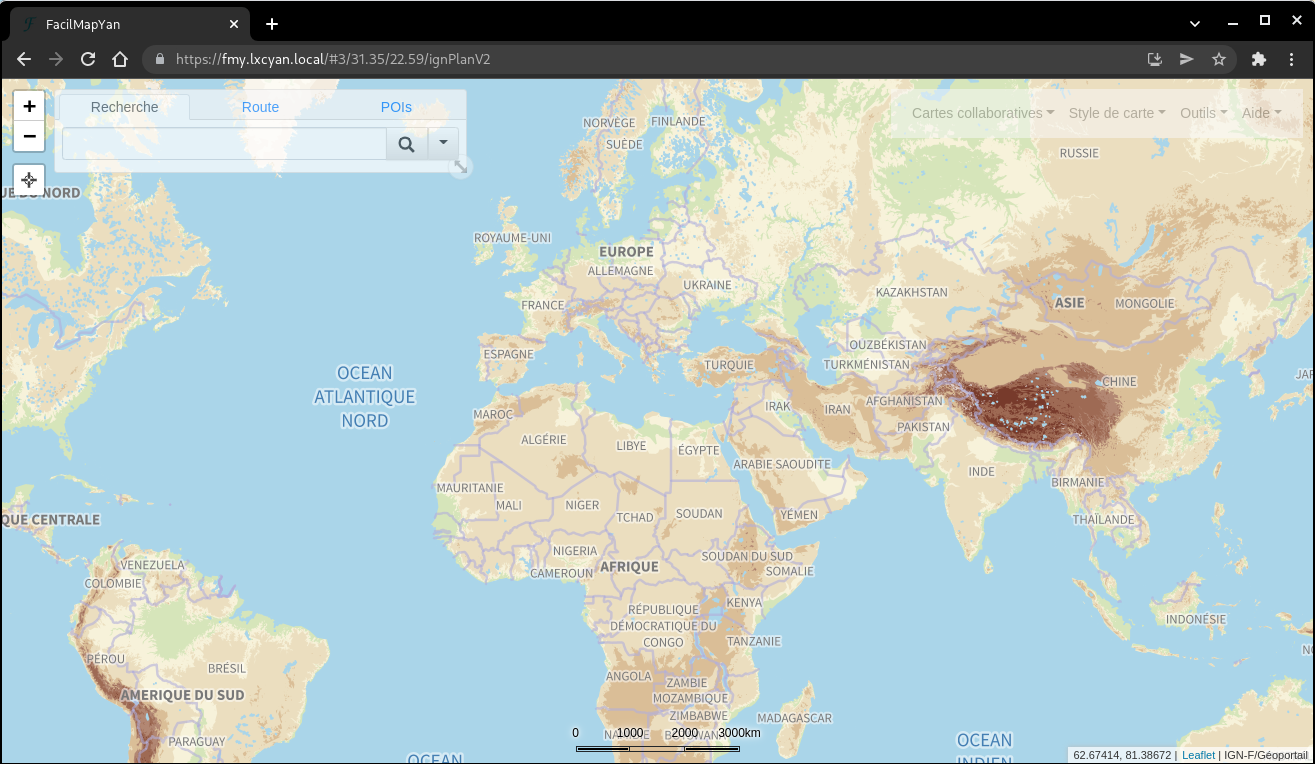 FacilMapYan
https://fmy.lxcyan.local/#3/31.35/22.59/ignPlanV2
+
−
Recherche
Route
POIs
Cartes collaboratives
Style de carte
Outils
Aide
NORVÈGE
FINLANDE
SUÈDE
RUSSIE
UE DU NORD
ROYAUME-UNI
EUROPE
ALLEMAGNE
UKRAINE
FRANCE
KAZAKHSTAN
ASIE
MONGOLIE
OUZBÉKISTAN
ESPAGNE
TURQUIE
TURKMÉNISTAN
OCEAN
ATLANTIQUE
NORD
CHINE
JAP
MAROC
IRAK
IRAN
AFGHANISTAN
PAKISTAN
ALGÉRIE
LIBYE
ÉGYPTE
ARABIE SAOUDITE
INDE
BIRMANIE
MAURITANIE
MALI
NIGER
TCHAD
SOUDAN
YÉMEN
THAÏLANDE
QUE CENTRALE
NIGERIA
SOUDAN DU SUD
VENEZUELA
CAMEROUN
AFRIQUE
SOMALIE
COLOMBIE
RÉPUBLIQUE
DÉMOCRATIQUE DU
CONGO
KENYA
INDONÉSIE
TANZANIE
PÉROU
BRÉSIL
ANGOLA
ZAMBIE
AMERIQUE DU SUD
MOZAMBIQUE
ZIMBABWE
MADAGASCAR
PARAGUAY
0 1000 2000 3000km
OCEAN
OCEAN
INDIEN
62.67414, 81.38672 | Leaflet | IGN-F/Géoportail